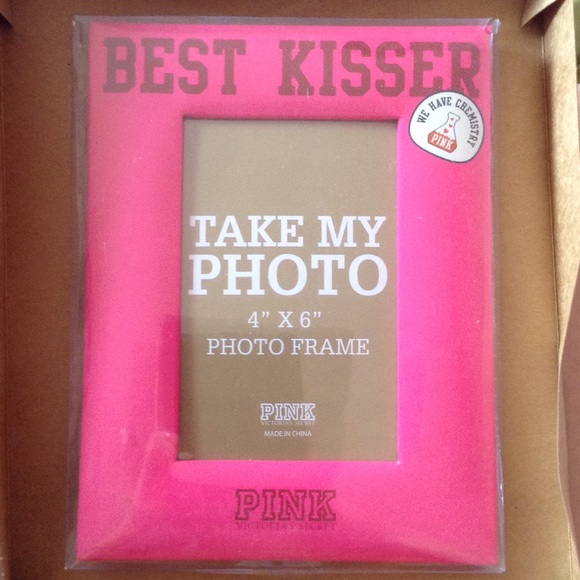 BEST KISSER
WE HAVE CHEMISTRY
PINK
TAKE MY
PHOTO
4” X 6”
PHOTO FRAME
PINK
VICTORIA'S SECRET
MADE IN CHINA
PINK
VICTORIA'S SECRET